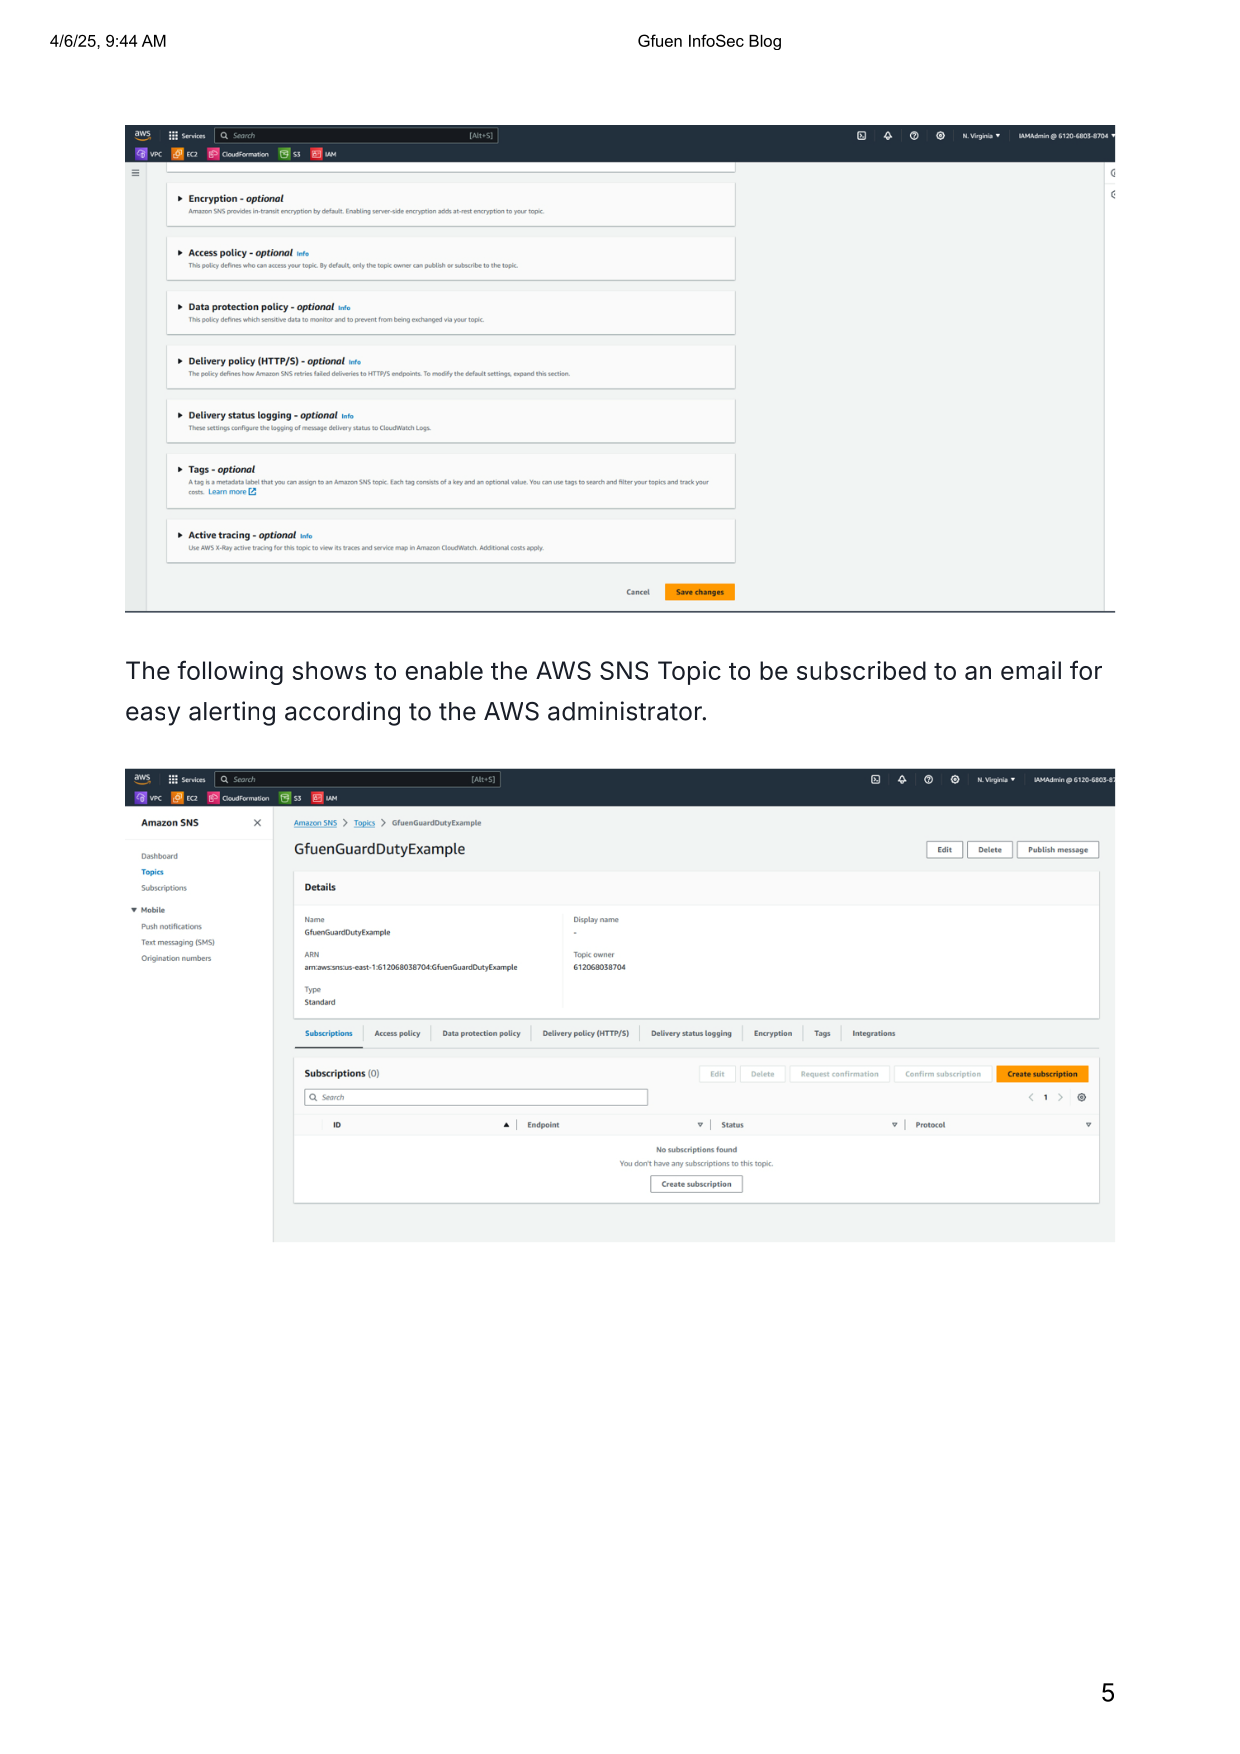 4/6/25, 9:44 AM
Gfuen InfoSec Blog
aws
Services
Search
[Alt+S]
N. Virginia
IAMAdmin @ 6120-6803-8704
VPC
EC2
CloudFormation
S3
IAM
Encryption - optional
Amazon SNS provides in-transit encryption by default. Enabling server-side encryption adds at-rest encryption to your topic.
Access policy - optional Info
This policy defines who can access your topic. By default, only the topic owner can publish or subscribe to the topic.
Data protection policy - optional Info
This policy defines which sensitive data to monitor and to prevent from being exchanged via your topic.
Delivery policy (HTTP/S) - optional Info
The policy defines how Amazon SNS retries failed deliveries to HTTP/S endpoints. To modify the default settings, expand this section.
Delivery status logging - optional Info
These settings configure the logging of message delivery status to CloudWatch Logs.
Tags - optional
A tag is a metadata label that you can assign to an Amazon SNS topic. Each tag consists of a key and an optional value. You can use tags to search and filter your topics and track your
costs. Learn more
Active tracing - optional Info
Use AWS X-Ray active tracing for this topic to view its traces and service map in Amazon CloudWatch. Additional costs apply.
Cancel
Save changes
The following shows to enable the AWS SNS Topic to be subscribed to an email for
easy alerting according to the AWS administrator.
aws
Services
Search
[Alt+S]
N. Virginia
IAMAdmin @ 6120-6803-87
VPC
EC2
CloudFormation
S3
IAM
Amazon SNS
Dashboard
Topics
Subscriptions
Mobile
Push notifications
Text messaging (SMS)
Origination numbers
Amazon SNS > Topics > GfuenGuardDutyExample
GfuenGuardDutyExample
Edit
Delete
Publish message
Details
Name
GfuenGuardDutyExample
Display name
-
ARN
arn:aws:sns:us-east-1:612068038704:GfuenGuardDutyExample
Topic owner
612068038704
Type
Standard
Subscriptions
Access policy
Data protection policy
Delivery policy (HTTP/S)
Delivery status logging
Encryption
Tags
Integrations
Subscriptions (0)
Edit
Delete
Request confirmation
Confirm subscription
Create subscription
Search
1
ID
Endpoint
Status
Protocol
No subscriptions found
You don't have any subscriptions to this topic.
Create subscription
5